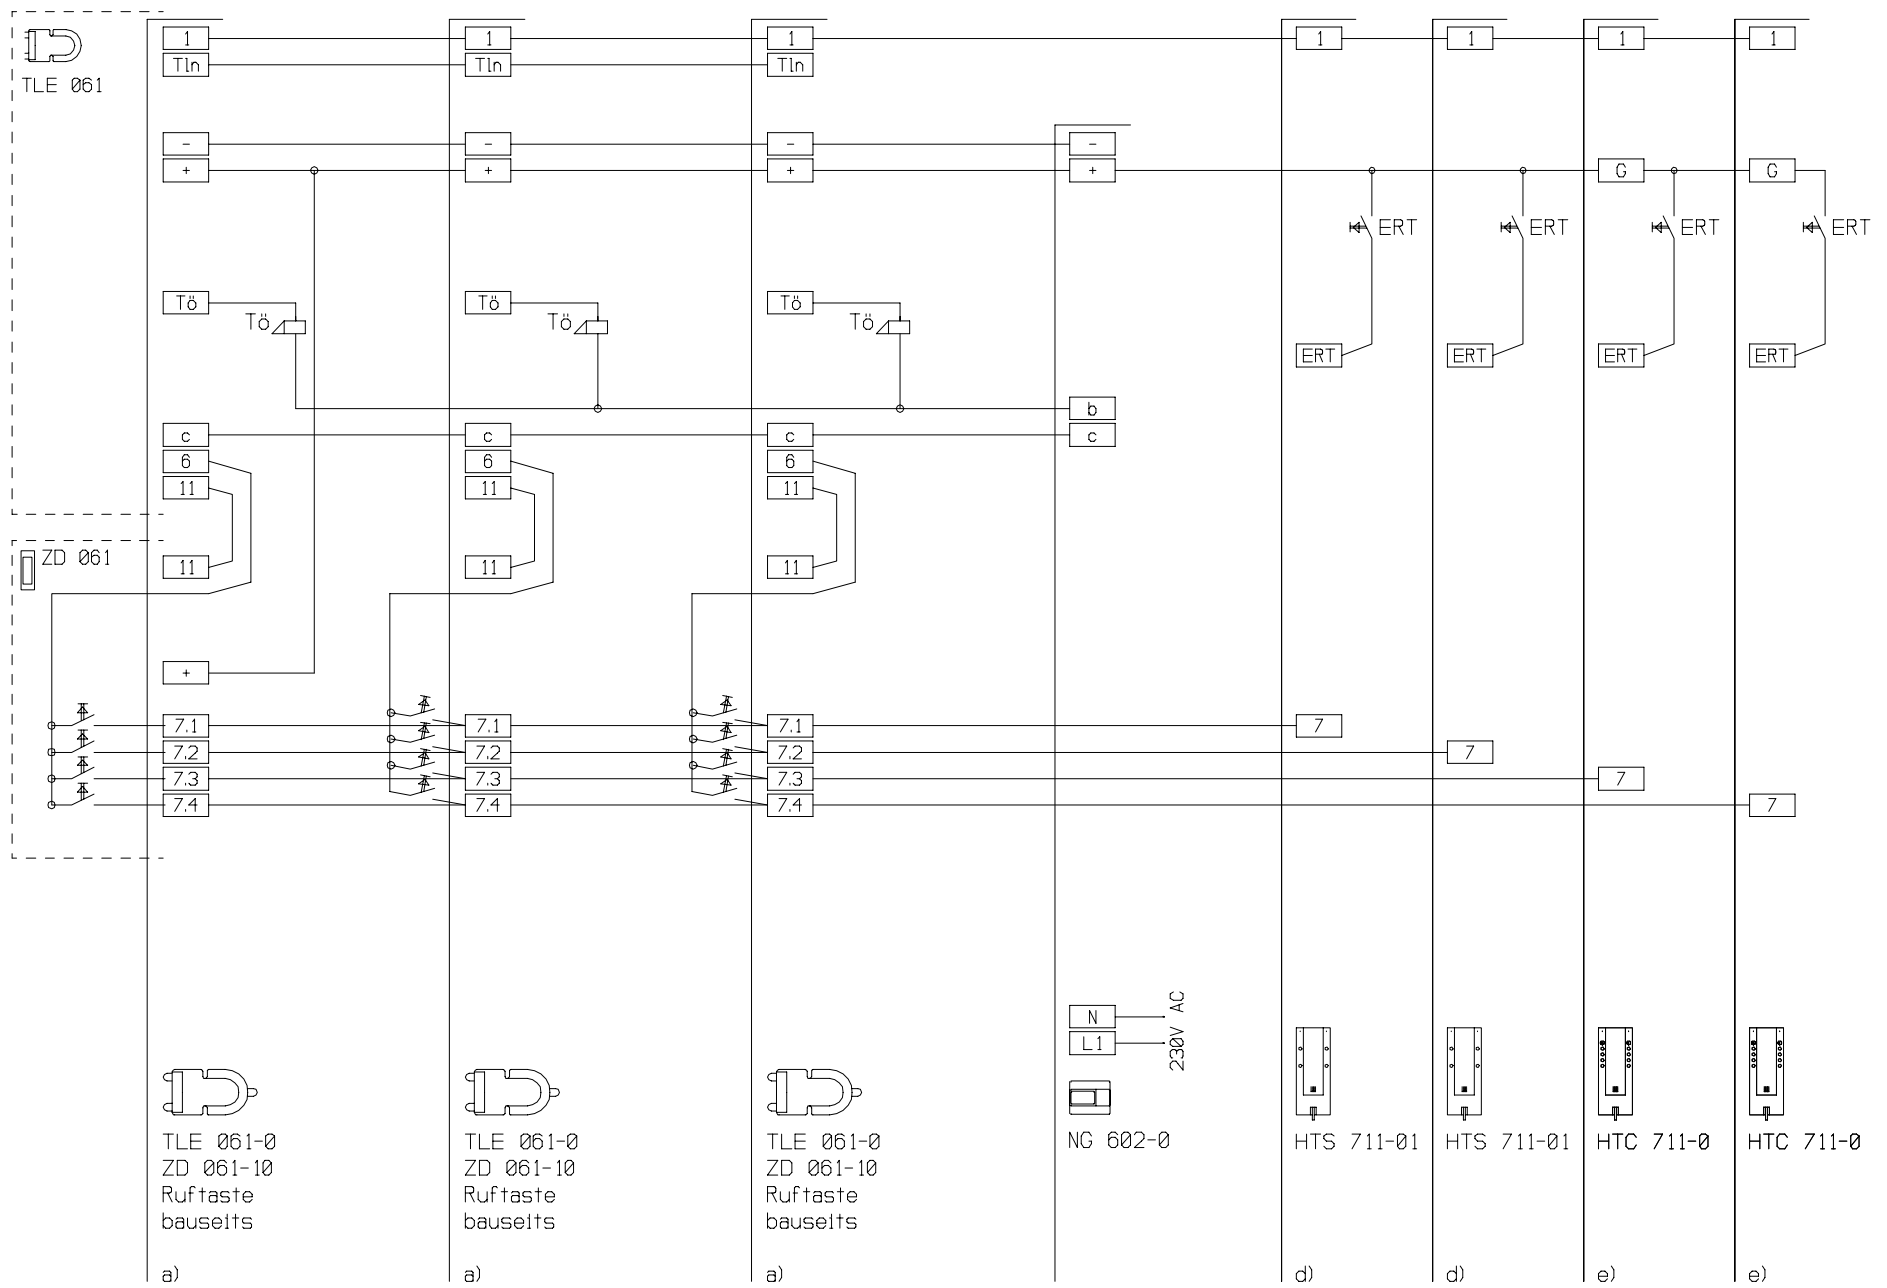 1 1 1 1 1 1 1
TLE 061 Tln Tln Tln
- - - -
+ + + + G G
ERT ERT ERT ERT
Tö Tö Tö
Tö Tö Tö
ERT ERT ERT ERT
b
c c c c
6 6 6
11 11 11
ZD 061
11 11 11
+
7.1 7.1 7.1 7
7.2 7.2 7.2 7
7.3 7.3 7.3 7
7.4 7.4 7.4 7
N
L1
230V AC
TLE 061-0
ZD 061-10
Ruftaste
bauseits
a)
TLE 061-0
ZD 061-10
Ruftaste
bauseits
a)
TLE 061-0
ZD 061-10
Ruftaste
bauseits
a)
NG 602-0
HTS 711-01
d)
HTS 711-01
d)
HTC 711-0
e)
HTC 711-0
e)